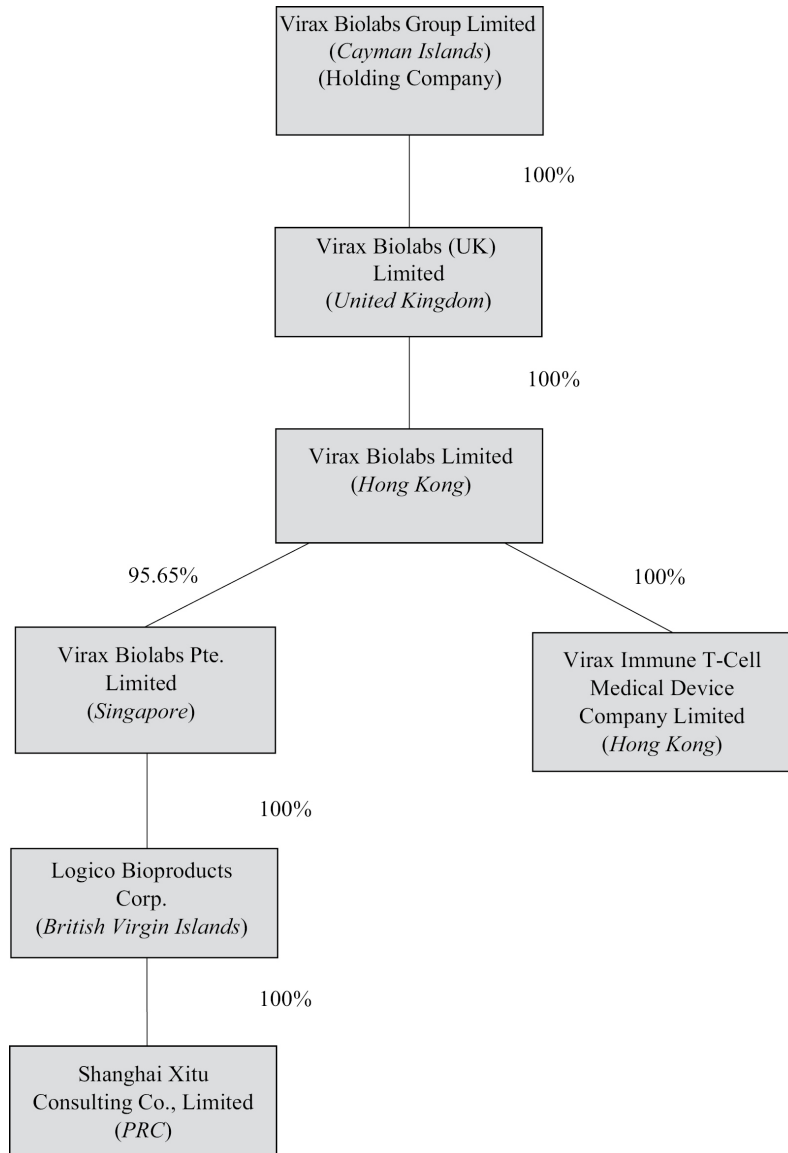 Virax Biolabs Group Limited
(Cayman Islands)
(Holding Company)
100%
Virax Biolabs (UK)
Limited
(United Kingdom)
100%
Virax Biolabs Limited
(Hong Kong)
95.65%
100%
Virax Biolabs Pte.
Limited
(Singapore)
Virax Immune T-Cell
Medical Device
Company Limited
(Hong Kong)
100%
Logico Bioproducts
Corp.
(British Virgin Islands)
100%
Shanghai Xitu
Consulting Co., Limited
(PRC)